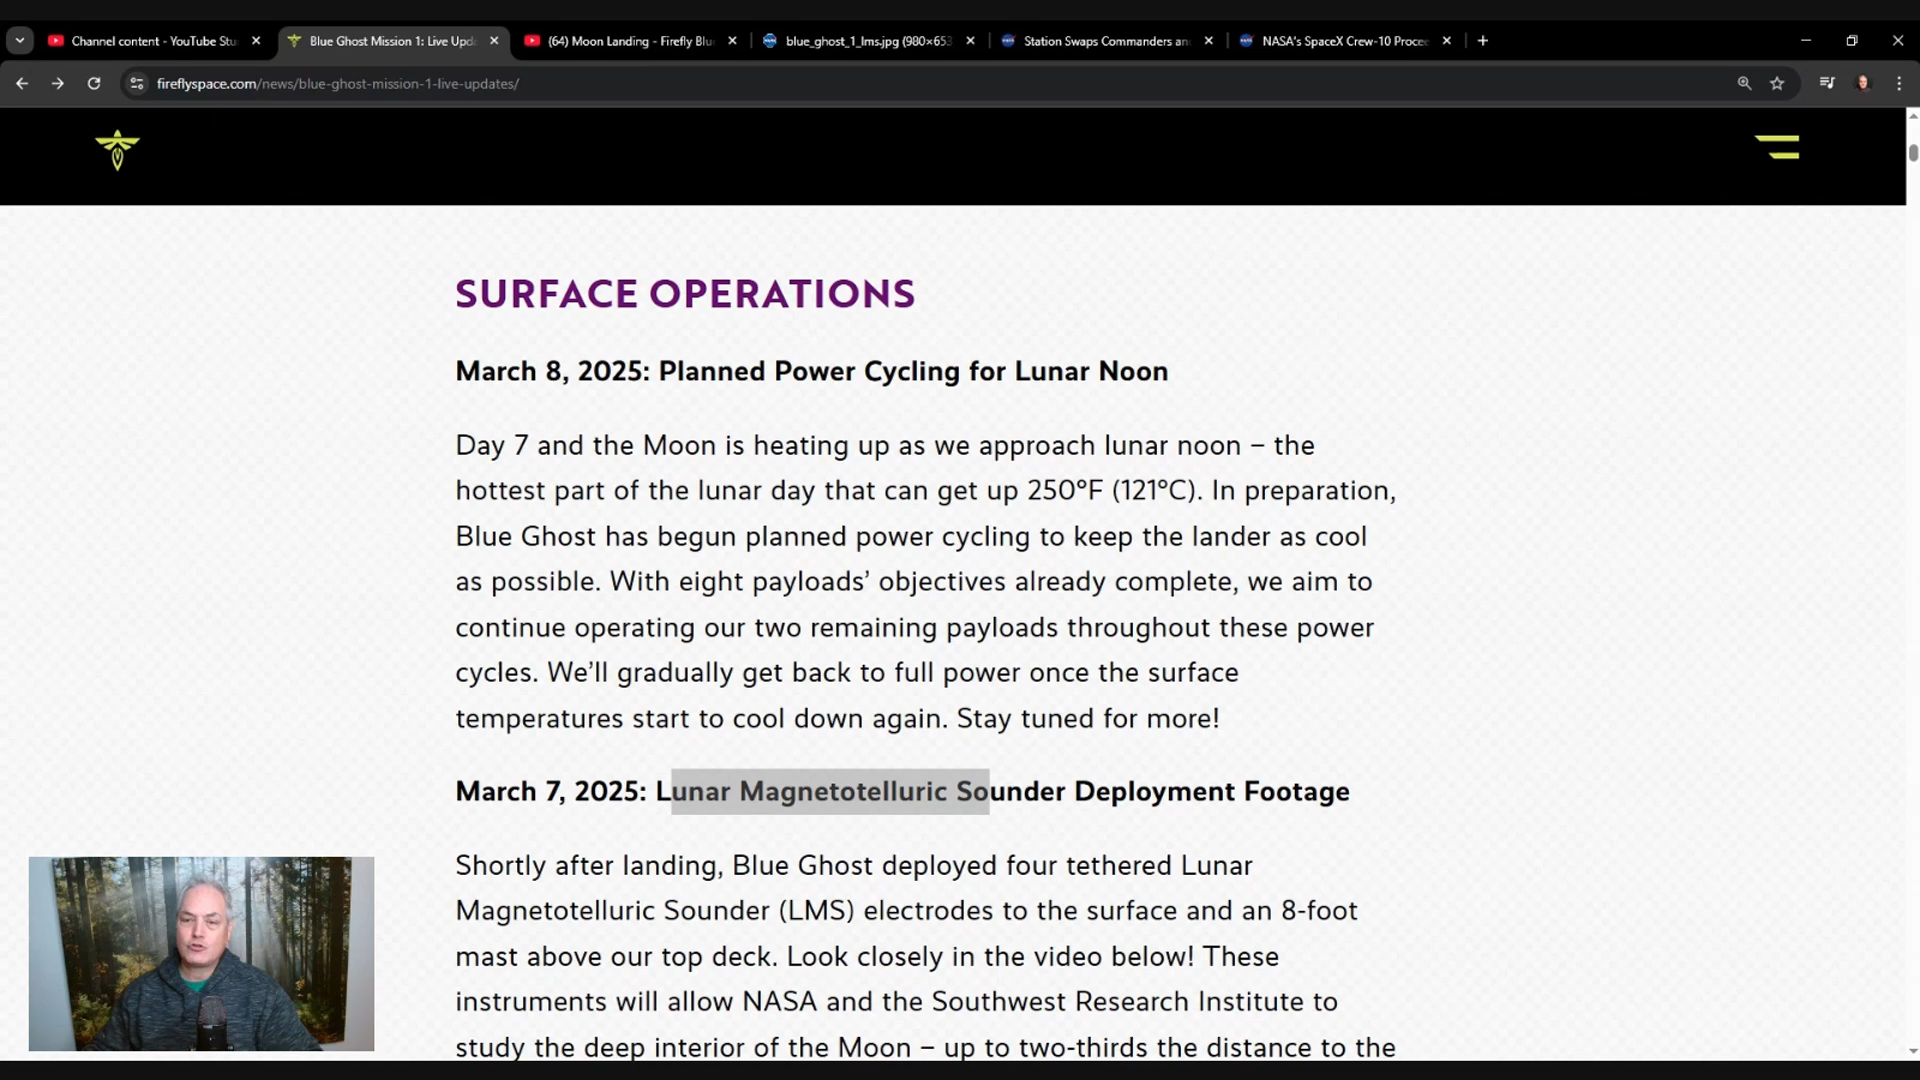 Channel content - YouTube Stu
Blue Ghost Mission 1: Live Upd
(64) Moon Landing - Firefly Blu
blue_ghost_1_lms.jpg (980×653
Station Swaps Commanders an
NASA's SpaceX Crew-10 Procee
fireflyspace.com/news/blue-ghost-mission-1-live-updates/
SURFACE OPERATIONS
March 8, 2025: Planned Power Cycling for Lunar Noon
Day 7 and the Moon is heating up as we approach lunar noon – the
hottest part of the lunar day that can get up 250°F (121°C). In preparation,
Blue Ghost has begun planned power cycling to keep the lander as cool
as possible. With eight payloads’ objectives already complete, we aim to
continue operating our two remaining payloads throughout these power
cycles. We’ll gradually get back to full power once the surface
temperatures start to cool down again. Stay tuned for more!
March 7, 2025: Lunar Magnetotelluric Sounder Deployment Footage
Shortly after landing, Blue Ghost deployed four tethered Lunar
Magnetotelluric Sounder (LMS) electrodes to the surface and an 8-foot
mast above our top deck. Look closely in the video below! These
instruments will allow NASA and the Southwest Research Institute to
study the deep interior of the Moon – up to two-thirds the distance to the